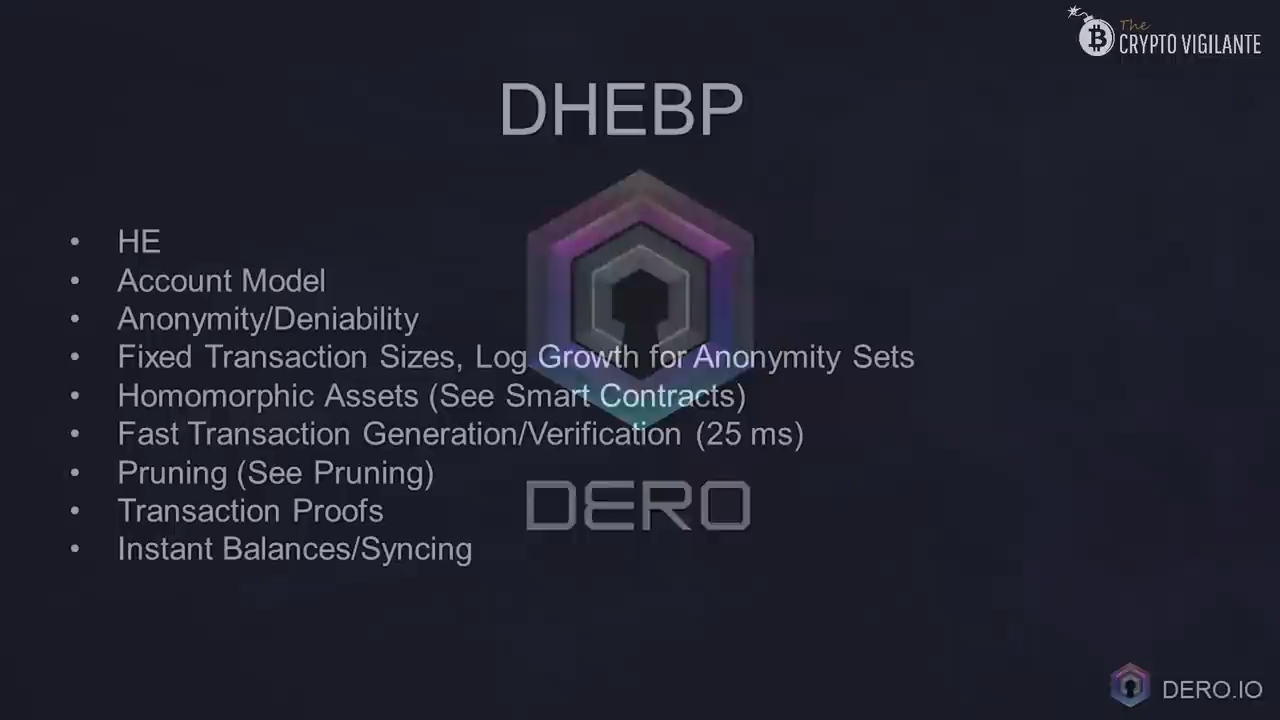 The
CRYPTO VIGILANTE
DHEBP
• HE
• Account Model
• Anonymity/Deniability
• Fixed Transaction Sizes, Log Growth for Anonymity Sets
• Homomorphic Assets (See Smart Contracts)
• Fast Transaction Generation/Verification (25 ms)
• Pruning (See Pruning)
• Transaction Proofs
DERO
• Instant Balances/Syncing
DERO.IO